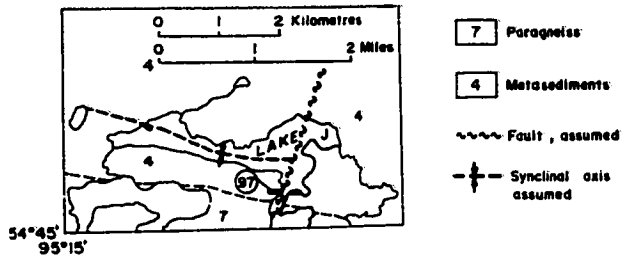 0 1 2 Kilometres
0 1 2 Miles
4
4
LAKE J
4
97
7
54°45'
95°15'
7 Paragneiss
4 Metasediments
Fault, assumed
Synclinal axis
assumed